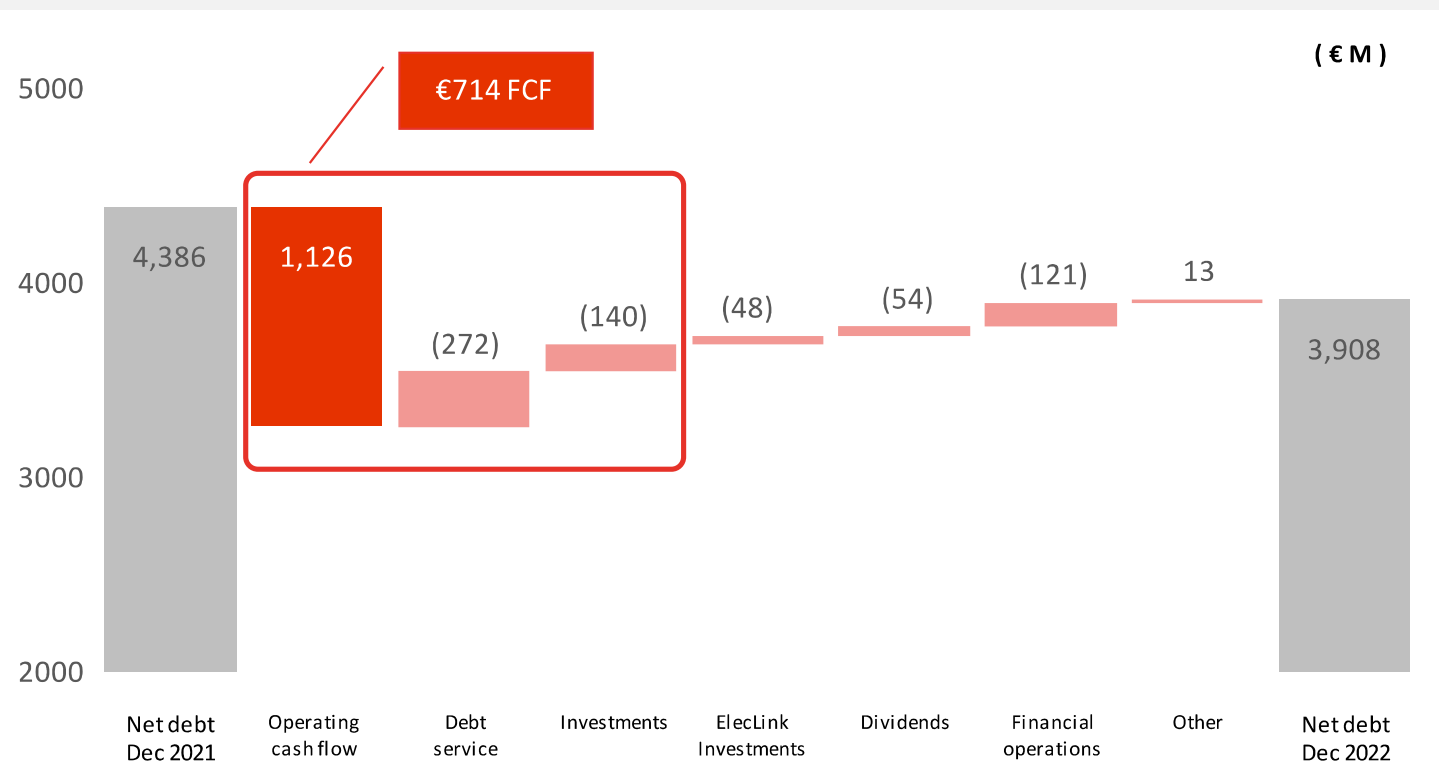 ( € M )
€714 FCF
5000
4000
3000
2000
4,386
1,126
(272)
(140)
(48)
(54)
(121)
13
3,908
Net debt
Dec 2021
Operating
cash flow
Debt
service
Investments
ElecLink
Investments
Dividends
Financial
operations
Other
Net debt
Dec 2022